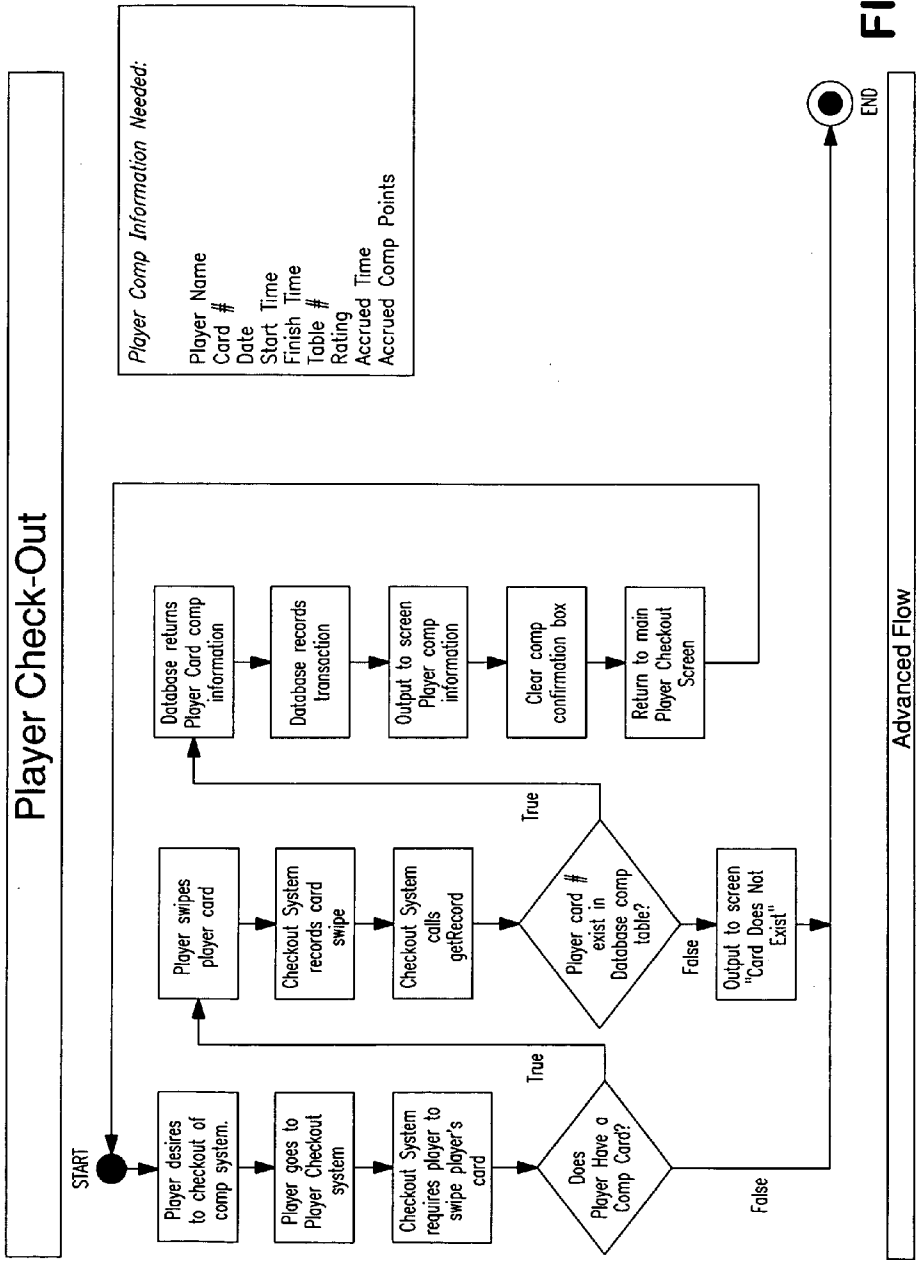 Player Check-Out
START
Player desires
to checkout of
comp system.
Player goes to
Player Checkout
system
Checkout System
requires player to
swipe player's
card
Does
Player Have a
Comp Card?
True
False
Player swipes
player card
Checkout System
records card
swipe
Checkout System
calls
getRecord
Player card #
exist in
Database comp
table?
True
False
Output to screen
"Card Does Not
Exist"
Database returns
Player Card comp
information
Database records
transaction
Output to screen
Player comp
information
Clear comp
confirmation box
Return to main
Player Checkout
Screen
Player Comp Information Needed:
Player Name
Card #
Date
Start Time
Finish Time
Table #
Rating
Accrued Time
Accrued Comp Points
END
Advanced Flow